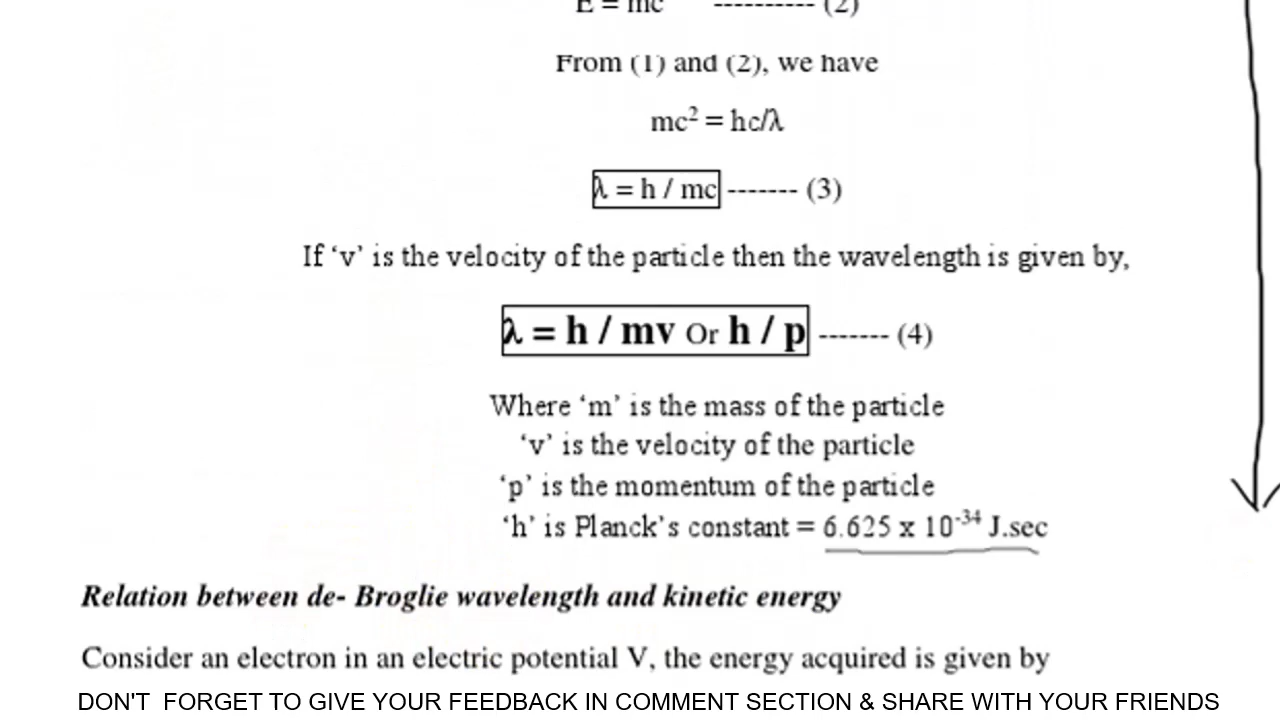 E = mc ---------- (2)
From (1) and (2), we have
mc² = hc/λ
λ = h / mc ------- (3)
If ‘v’ is the velocity of the particle then the wavelength is given by,
λ = h / mv Or h / p ------- (4)
Where ‘m’ is the mass of the particle
‘v’ is the velocity of the particle
‘p’ is the momentum of the particle
‘h’ is Planck’s constant = 6.625 x 10⁻³⁴ J.sec
Relation between de- Broglie wavelength and kinetic energy
Consider an electron in an electric potential V, the energy acquired is given by
DON'T FORGET TO GIVE YOUR FEEDBACK IN COMMENT SECTION & SHARE WITH YOUR FRIENDS